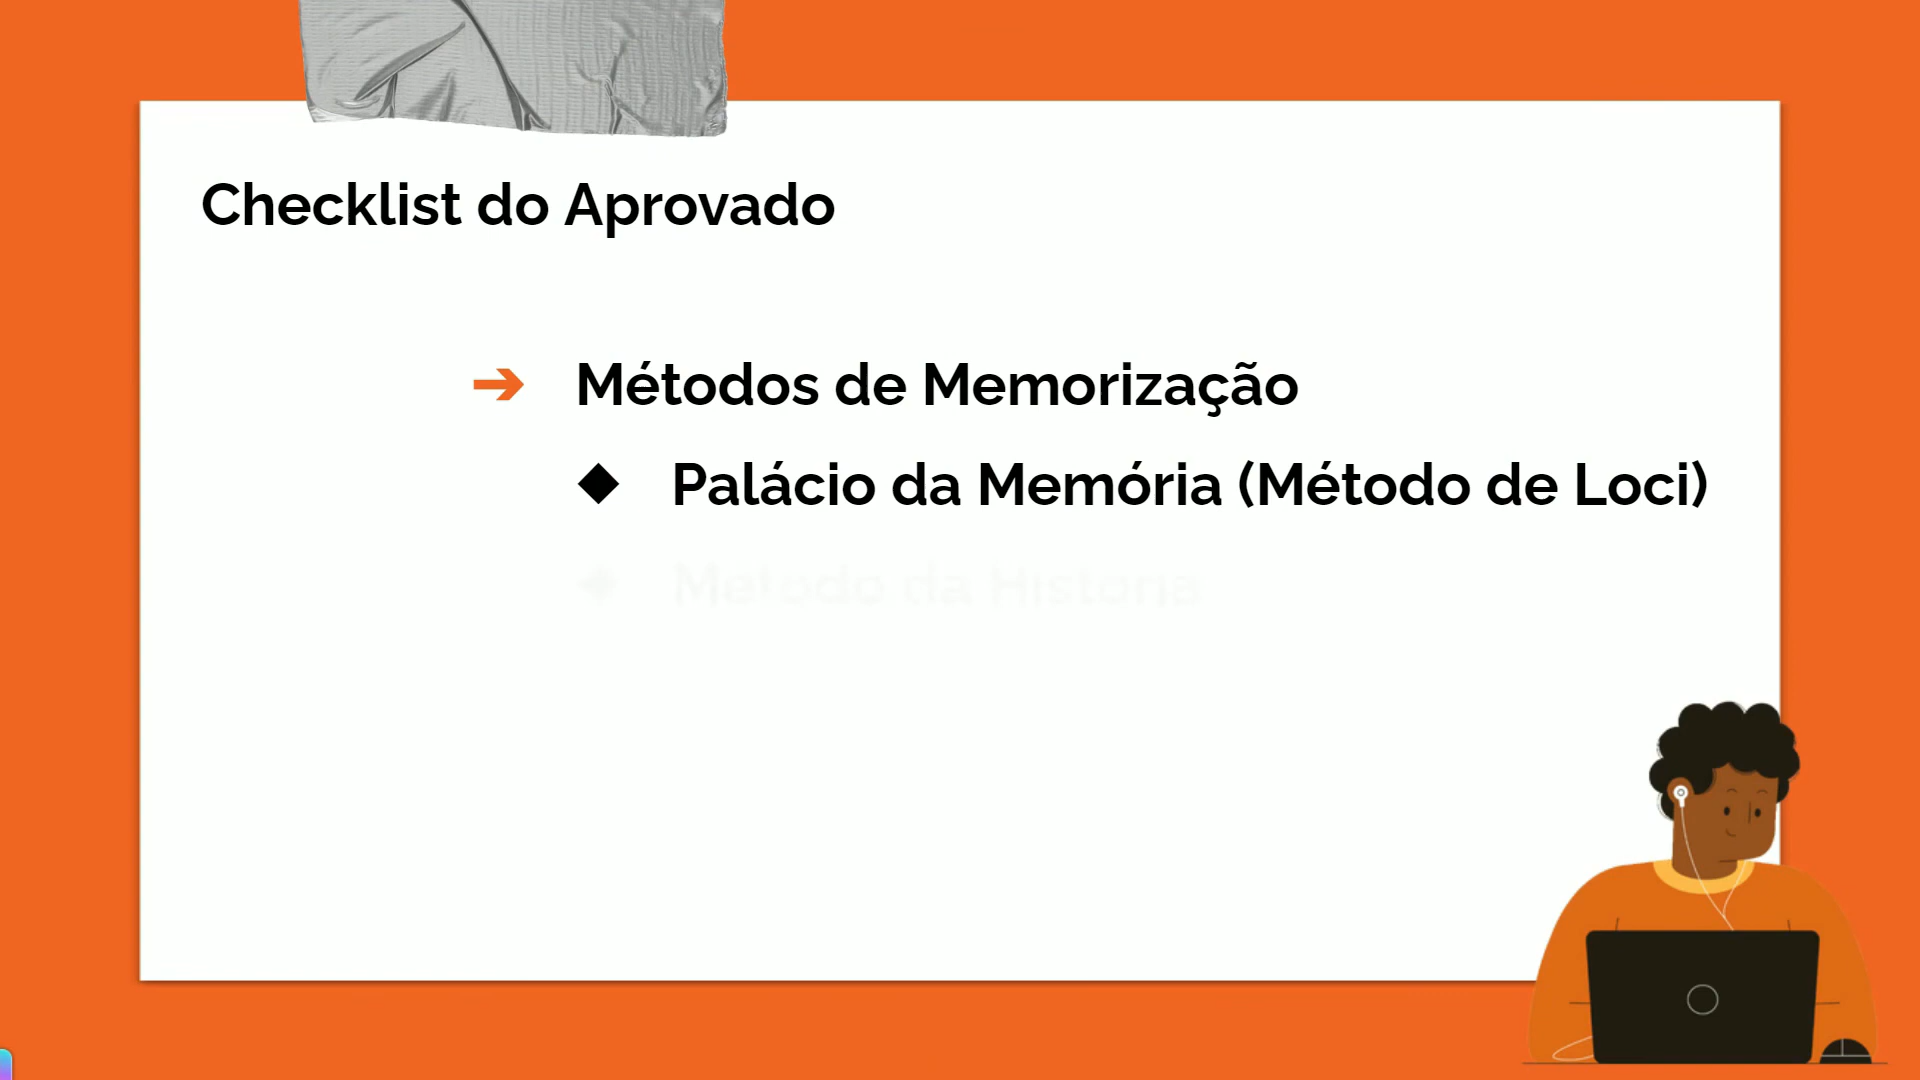 Checklist do Aprovado
➔ Métodos de Memorização
◆ Palácio da Memória (Método de Loci)
◆ Método da História